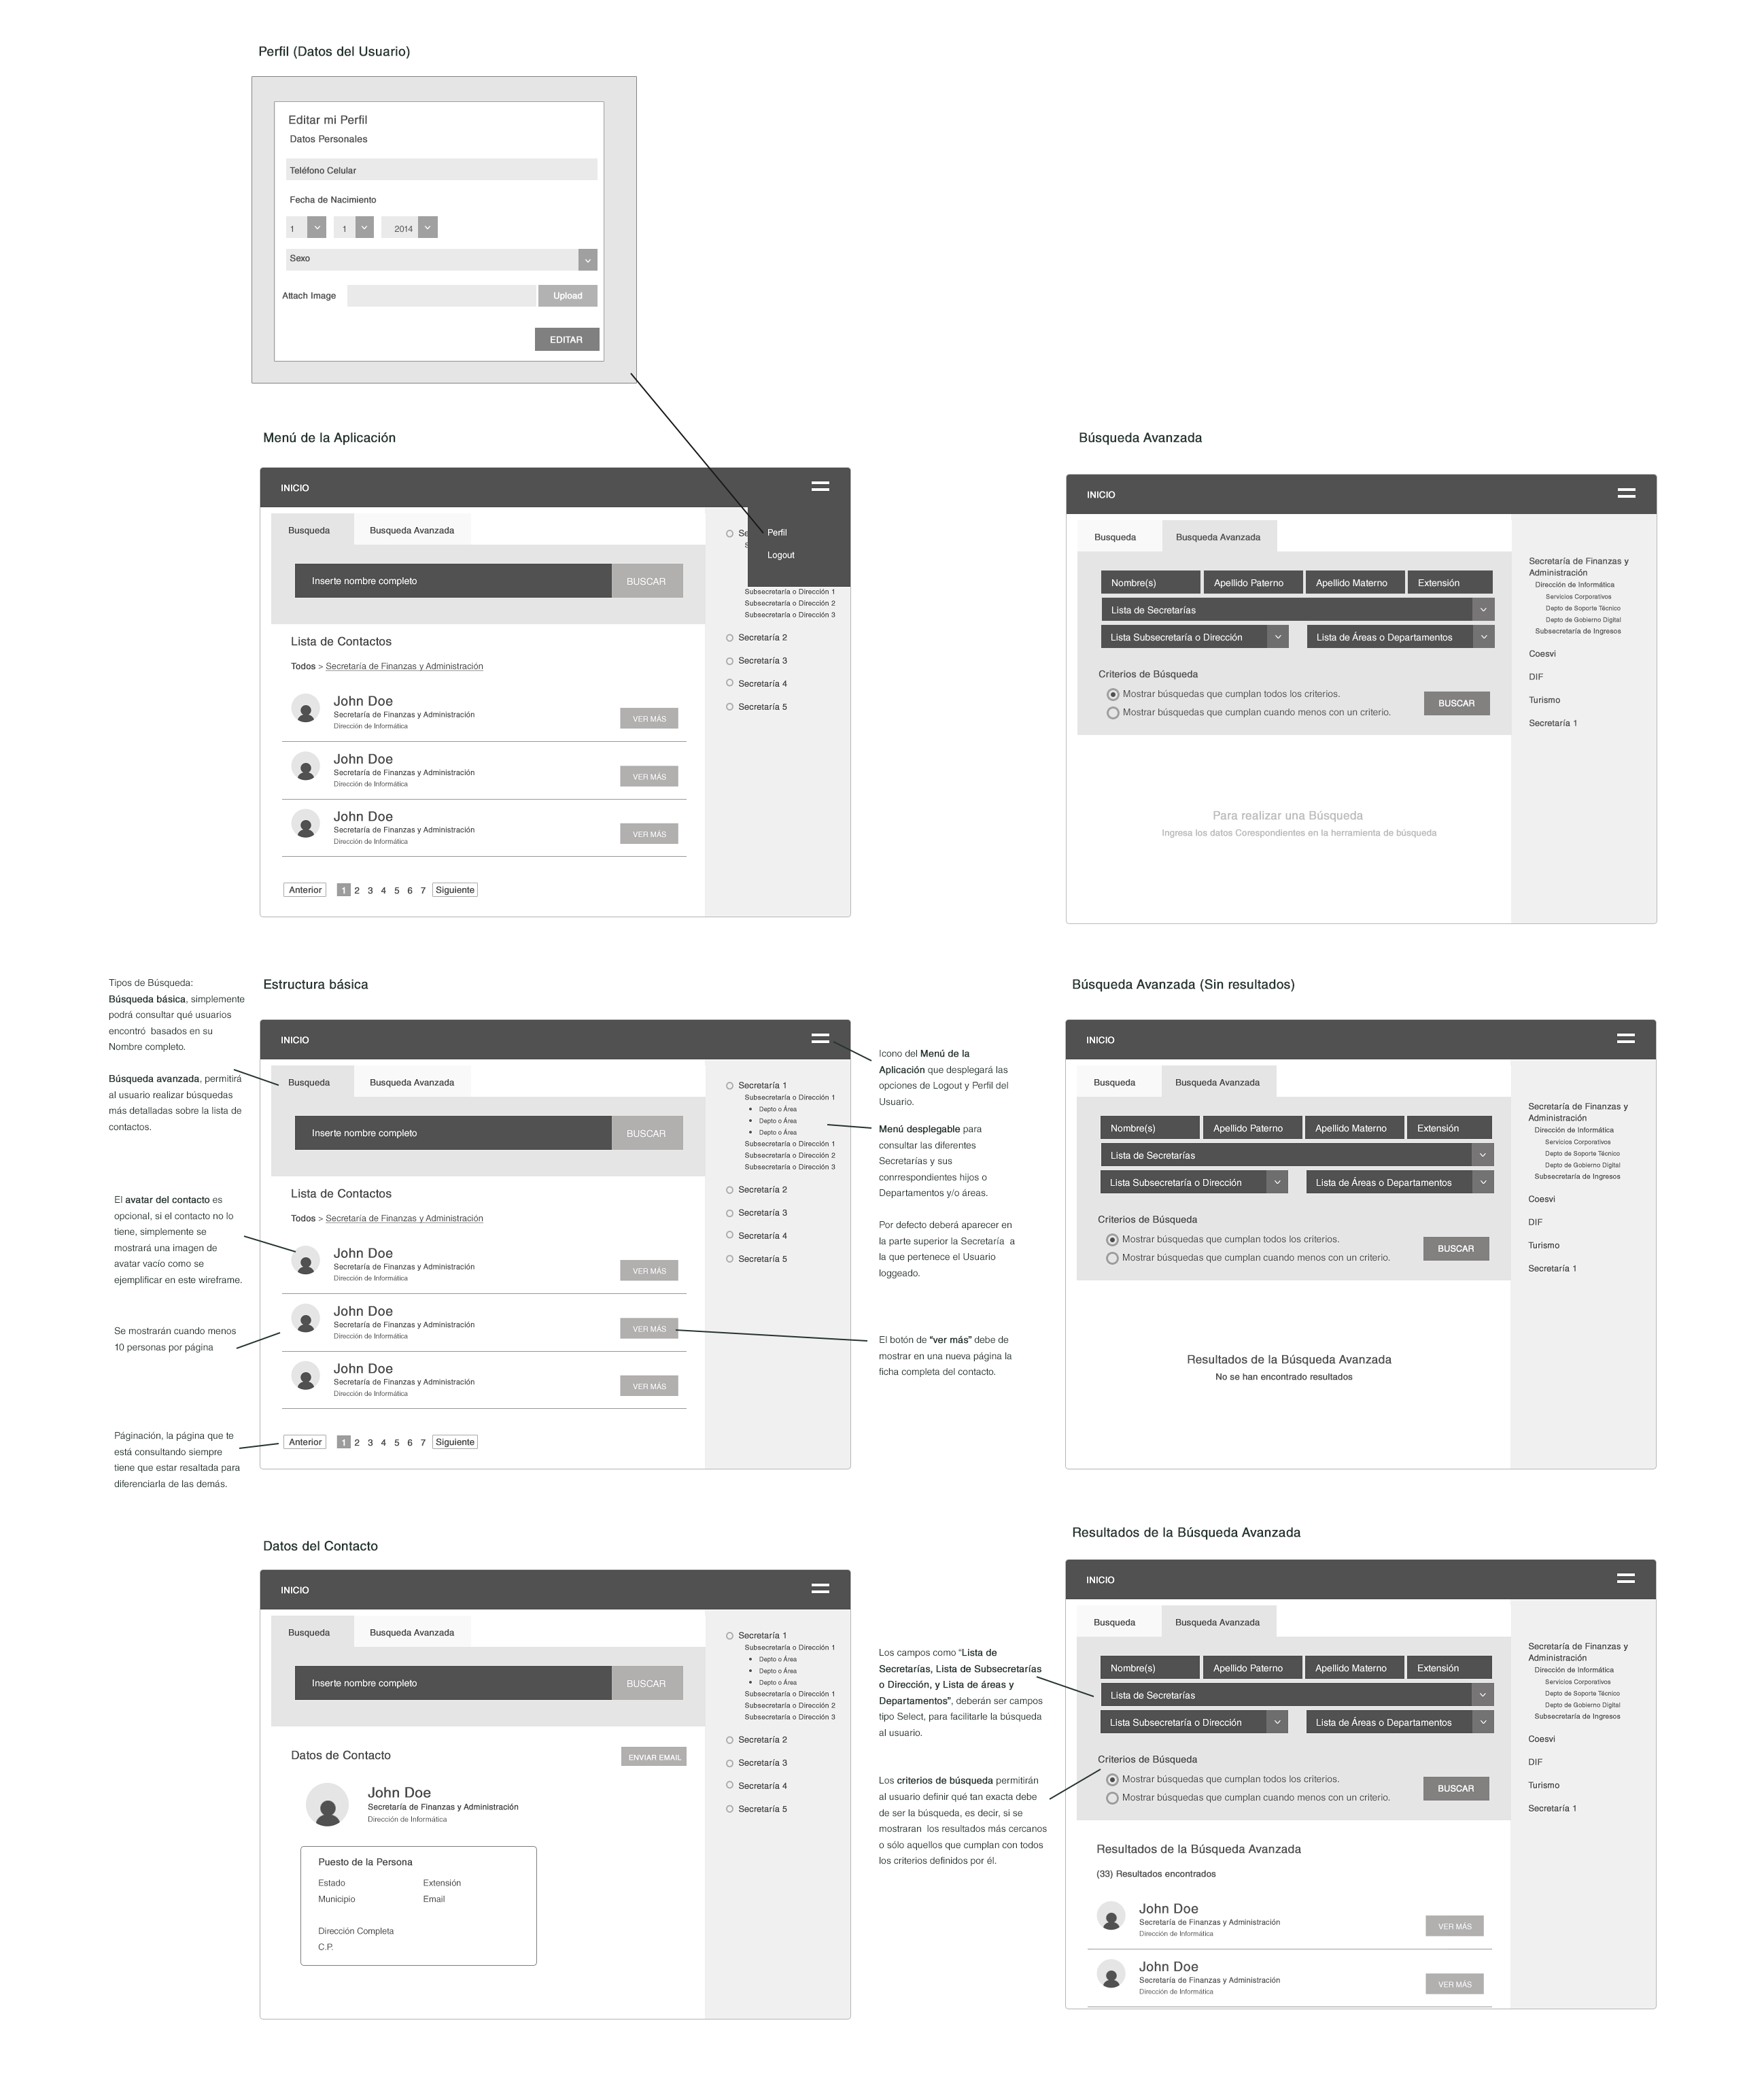 Perfil (Datos del Usuario)
Editar mi Perfil
Datos Personales
Teléfono Celular
Fecha de Nacimiento
1 1 2014
Sexo
Attach Image Upload
EDITAR
Menú de la Aplicación
INICIO
Busqueda Busqueda Avanzada
Perfil
Logout
Inserte nombre completo BUSCAR
Lista de Contactos
Todos > Secretaría de Finanzas y Administración
John Doe
Secretaría de Finanzas y Administración
Dirección de Informática
VER MÁS
John Doe
Secretaría de Finanzas y Administración
Dirección de Informática
VER MÁS
John Doe
Secretaría de Finanzas y Administración
Dirección de Informática
VER MÁS
Anterior 1 2 3 4 5 6 7 Siguiente
Se
s
Subsecretaría o Dirección 1
Subsecretaría o Dirección 2
Subsecretaría o Dirección 3
Secretaría 2
Secretaría 3
Secretaría 4
Secretaría 5
Búsqueda Avanzada
INICIO
Busqueda Busqueda Avanzada
Nombre(s) Apellido Paterno Apellido Materno Extensión
Lista de Secretarías
Lista Subsecretaría o Dirección Lista de Áreas o Departamentos
Criterios de Búsqueda
Mostrar búsquedas que cumplan todos los criterios.
Mostrar búsquedas que cumplan cuando menos con un criterio.
BUSCAR
Para realizar una Búsqueda
Ingresa los datos Corespondientes en la herramienta de búsqueda
Secretaría de Finanzas y
Administración
Dirección de Informática
Servicios Corporativos
Depto de Soporte Técnico
Depto de Gobierno Digital
Subsecretaría de Ingresos
Coesvi
DIF
Turismo
Secretaría 1
Tipos de Búsqueda:
Búsqueda básica, simplemente
podrá consultar qué usuarios
encontró basados en su
Nombre completo.
Búsqueda avanzada, permitirá
al usuario realizar búsquedas
más detalladas sobre la lista de
contactos.
El avatar del contacto es
opcional, si el contacto no lo
tiene, simplemente se
mostrará una imagen de
avatar vacío como se
ejemplificar en este wireframe.
Se mostrarán cuando menos
10 personas por página
Páginación, la página que te
está consultando siempre
tiene que estar resaltada para
diferenciarla de las demás.
Estructura básica
INICIO
Busqueda Busqueda Avanzada
Inserte nombre completo BUSCAR
Lista de Contactos
Todos > Secretaría de Finanzas y Administración
John Doe
Secretaría de Finanzas y Administración
Dirección de Informática
VER MÁS
John Doe
Secretaría de Finanzas y Administración
Dirección de Informática
VER MÁS
John Doe
Secretaría de Finanzas y Administración
Dirección de Informática
VER MÁS
Anterior 1 2 3 4 5 6 7 Siguiente
Secretaría 1
Subsecretaría o Dirección 1
Depto o Área
Depto o Área
Depto o Área
Subsecretaría o Dirección 1
Subsecretaría o Dirección 2
Subsecretaría o Dirección 3
Secretaría 2
Secretaría 3
Secretaría 4
Secretaría 5
Icono del Menú de la
Aplicación que desplegará las
opciones de Logout y Perfil del
Usuario.
Menú desplegable para
consultar las diferentes
Secretarías y sus
conrrespondientes hijos o
Departamentos y/o áreas.
Por defecto deberá aparecer en
la parte superior la Secretaría a
la que pertenece el Usuario
loggeado.
El botón de “ver más” debe de
mostrar en una nueva página la
ficha completa del contacto.
Búsqueda Avanzada (Sin resultados)
INICIO
Busqueda Busqueda Avanzada
Nombre(s) Apellido Paterno Apellido Materno Extensión
Lista de Secretarías
Lista Subsecretaría o Dirección Lista de Áreas o Departamentos
Criterios de Búsqueda
Mostrar búsquedas que cumplan todos los criterios.
Mostrar búsquedas que cumplan cuando menos con un criterio.
BUSCAR
Resultados de la Búsqueda Avanzada
No se han encontrado resultados
Secretaría de Finanzas y
Administración
Dirección de Informática
Servicios Corporativos
Depto de Soporte Técnico
Depto de Gobierno Digital
Subsecretaría de Ingresos
Coesvi
DIF
Turismo
Secretaría 1
Datos del Contacto
INICIO
Busqueda Busqueda Avanzada
Inserte nombre completo BUSCAR
Datos de Contacto ENVIAR EMAIL
John Doe
Secretaría de Finanzas y Administración
Dirección de Informática
Puesto de la Persona
Estado Extensión
Municipio Email
Dirección Completa
C.P.
Secretaría 1
Subsecretaría o Dirección 1
Depto o Área
Depto o Área
Depto o Área
Subsecretaría o Dirección 1
Subsecretaría o Dirección 2
Subsecretaría o Dirección 3
Secretaría 2
Secretaría 3
Secretaría 4
Secretaría 5
Los campos como “Lista de
Secretarías, Lista de Subsecretarías
o Dirección, y Lista de áreas y
Departamentos”, deberán ser campos
tipo Select, para facilitarle la búsqueda
al usuario.
Los criterios de búsqueda permitirán
al usuario definir qué tan exacta debe
de ser la búsqueda, es decir, si se
mostraran los resultados más cercanos
o sólo aquellos que cumplan con todos
los criterios definidos por él.
Resultados de la Búsqueda Avanzada
INICIO
Busqueda Busqueda Avanzada
Nombre(s) Apellido Paterno Apellido Materno Extensión
Lista de Secretarías
Lista Subsecretaría o Dirección Lista de Áreas o Departamentos
Criterios de Búsqueda
Mostrar búsquedas que cumplan todos los criterios.
Mostrar búsquedas que cumplan cuando menos con un criterio.
BUSCAR
Resultados de la Búsqueda Avanzada
(33) Resultados encontrados
John Doe
Secretaría de Finanzas y Administración
Dirección de Informática
VER MÁS
John Doe
Secretaría de Finanzas y Administración
Dirección de Informática
VER MÁS
Secretaría de Finanzas y
Administración
Dirección de Informática
Servicios Corporativos
Depto de Soporte Técnico
Depto de Gobierno Digital
Subsecretaría de Ingresos
Coesvi
DIF
Turismo
Secretaría 1